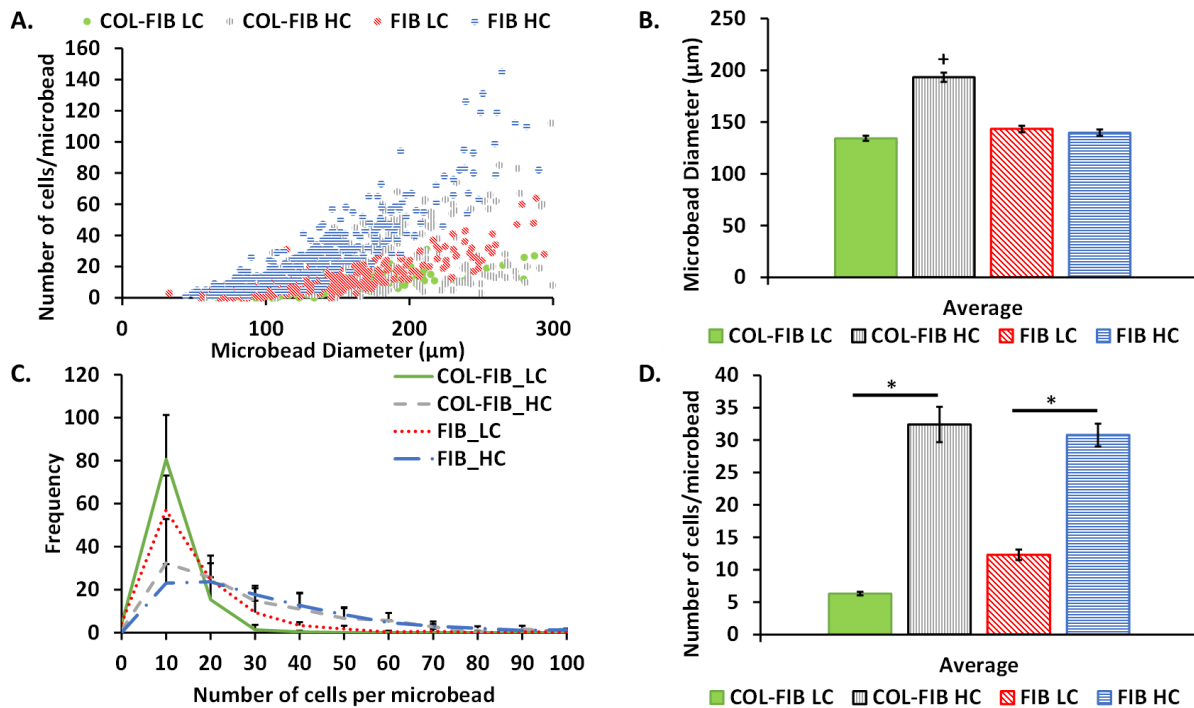 A.
COL-FIB LC COL-FIB HC FIB LC FIB HC
Number of cells/microbead
160
140
120
100
80
60
40
20
0
0 100 200 300
Microbead Diameter (µm)
B.
Microbead Diameter (µm)
250
200
150
100
50
0
+
Average
COL-FIB LC COL-FIB HC FIB LC FIB HC
C.
Frequency
120
100
80
60
40
20
0
COL-FIB_LC
COL-FIB_HC
FIB_LC
FIB_HC
0 10 20 30 40 50 60 70 80 90 100
Number of cells per microbead
D.
Number of cells/microbead
40
35
30
25
20
15
10
5
0
* *
Average
COL-FIB LC COL-FIB HC FIB LC FIB HC